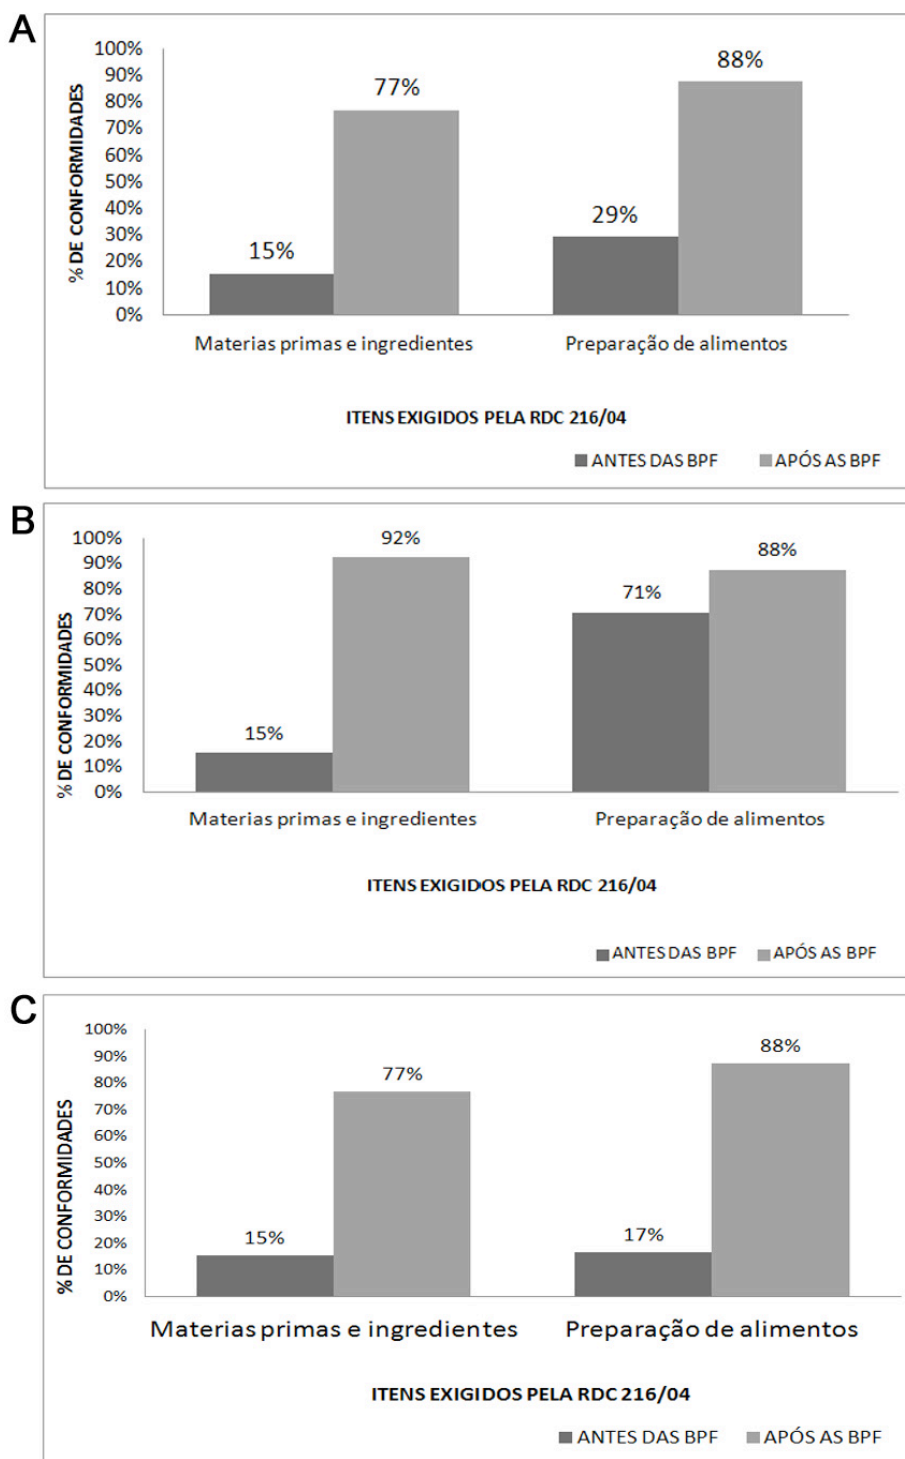 A
% DE CONFORMIDADES
100%
90%
80%
70%
60%
50%
40%
30%
20%
10%
0%
15%
77%
29%
88%
Materias primas e ingredientes
Preparação de alimentos
ITENS EXIGIDOS PELA RDC 216/04
ANTES DAS BPF
APÓS AS BPF
B
% DE CONFORMIDADES
100%
90%
80%
70%
60%
50%
40%
30%
20%
10%
0%
15%
92%
71%
88%
Materias primas e ingredientes
Preparação de alimentos
ITENS EXIGIDOS PELA RDC 216/04
ANTES DAS BPF
APÓS AS BPF
C
% DE CONFORMIDADES
100%
90%
80%
70%
60%
50%
40%
30%
20%
10%
0%
15%
77%
17%
88%
Materias primas e ingredientes
Preparação de alimentos
ITENS EXIGIDOS PELA RDC 216/04
ANTES DAS BPF
APÓS AS BPF